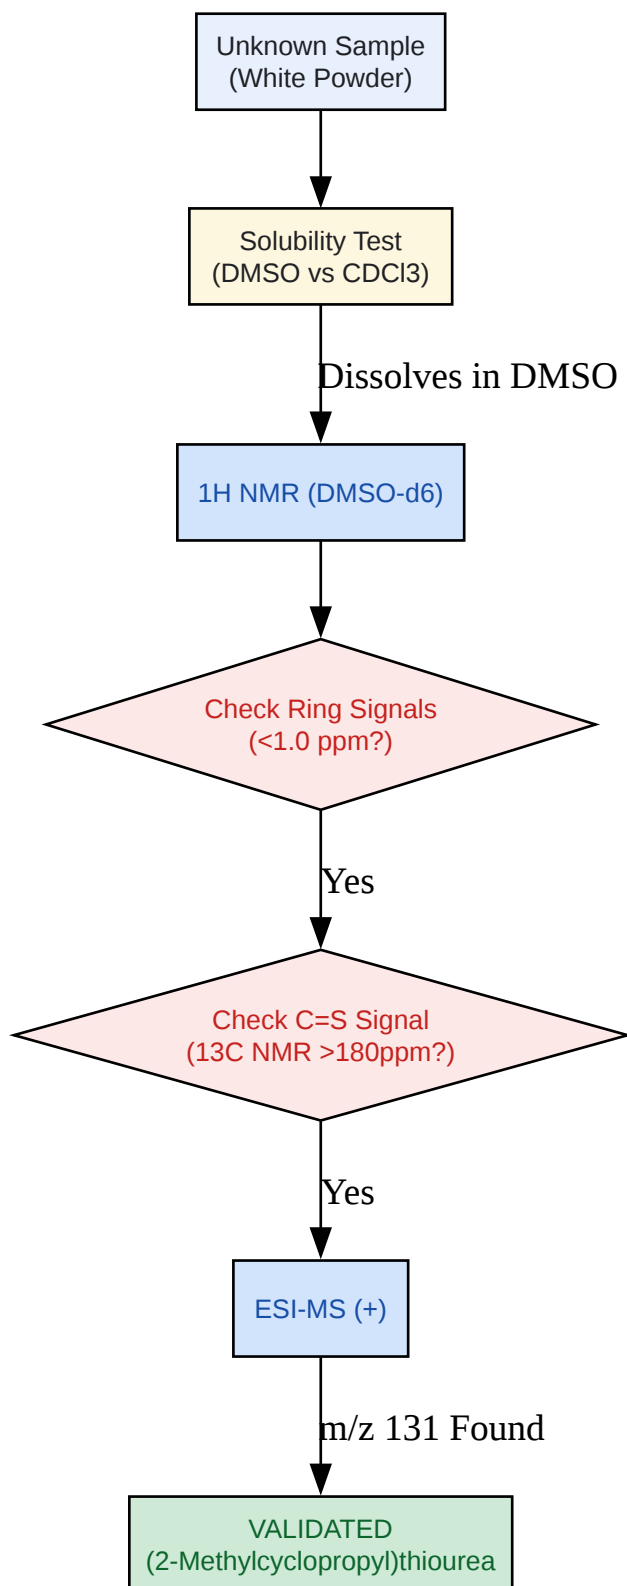 Unknown Sample
(White Powder)
Solubility Test
(DMSO vs CDCl3)
Dissolves in DMSO
1H NMR (DMSO-d6)
Check Ring Signals
(<1.0 ppm?)
Yes
Check C=S Signal
(13C NMR >180ppm?)
Yes
ESI-MS (+)
m/z 131 Found
VALIDATED
(2-Methylcyclopropyl)thiourea